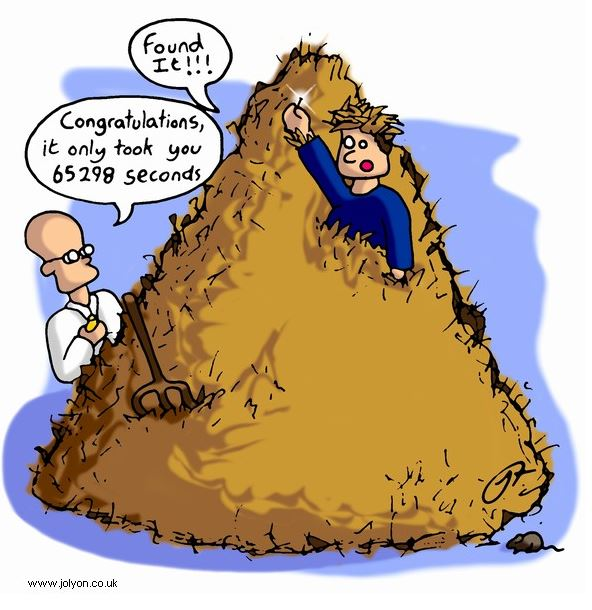 Found
It!!!
Congratulations,
it only took you
65298 seconds
www.jolyon.co.uk